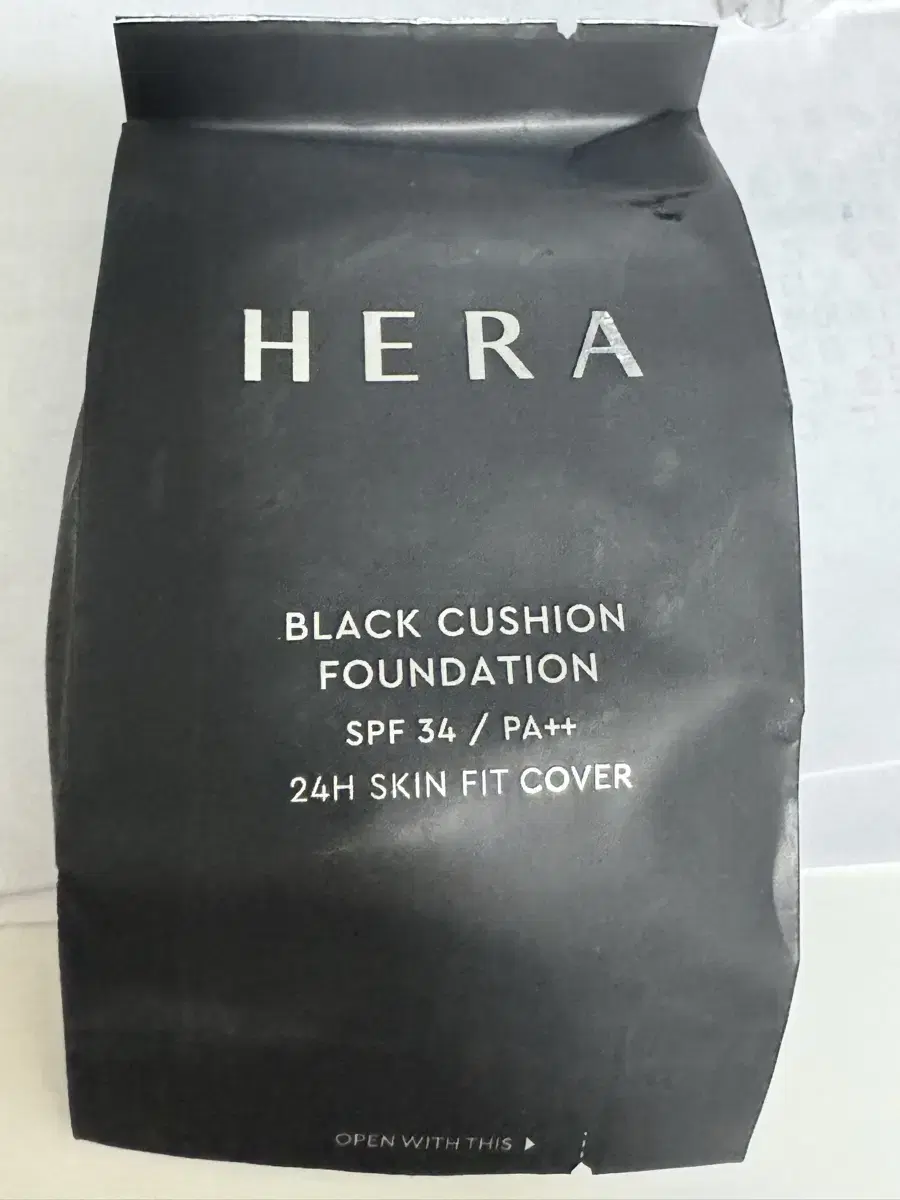 HERA
BLACK CUSHION
FOUNDATION
SPF 34 / PA++
24H SKIN FIT COVER
OPEN WITH THIS ▶